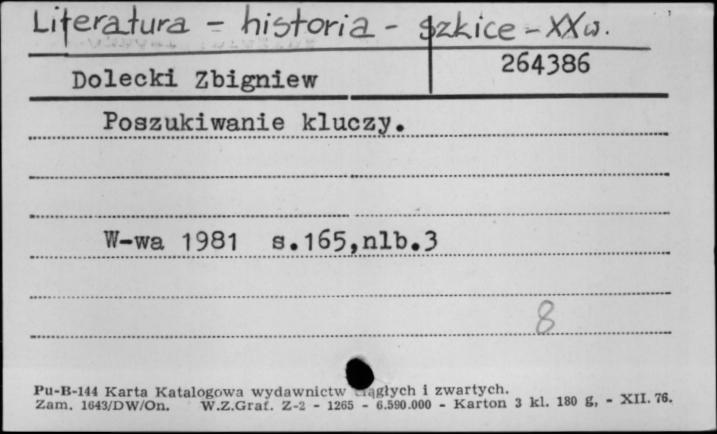 Literatura - historia - szkice - XX w.
264386
Dolecki Zbigniew
Poszukiwanie kluczy.
W-wa 1981 s.165,nlb.3
8
Pu-B-144 Karta Katalogowa wydawnictw ciągłych i zwartych.
Zam. 1643/DW/On. W.Z.Graf. Z-2 - 1265 - 6.590.000 - Karton 3 kl. 180 g, - XII. 76.